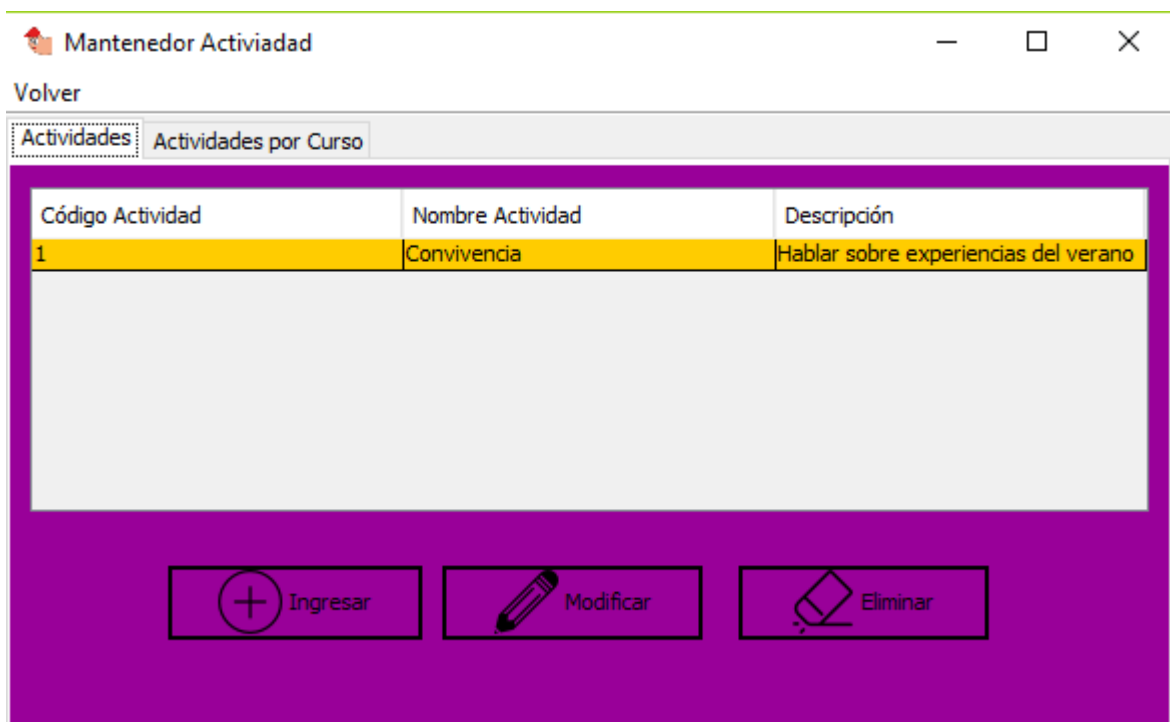 Mantenedor Activiadad
Volver
Actividades Actividades por Curso
Código Actividad Nombre Actividad Descripción
1 Convivencia Hablar sobre experiencias del verano
Ingresar Modificar Eliminar